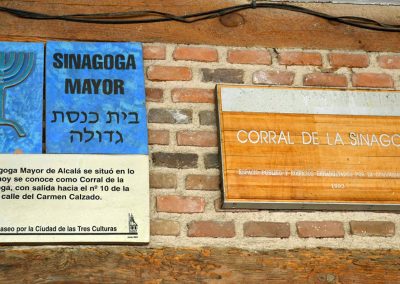 SINAGOGA
MAYOR
בית כנסת
גדולה
goga Mayor de Alcalá se situó en lo
hoy se conoce como Corral de la
ga, con salida hacia el nº 10 de la
calle del Carmen Calzado.
aseo por la Ciudad de las Tres Culturas
CORRAL DE LA SINAGO